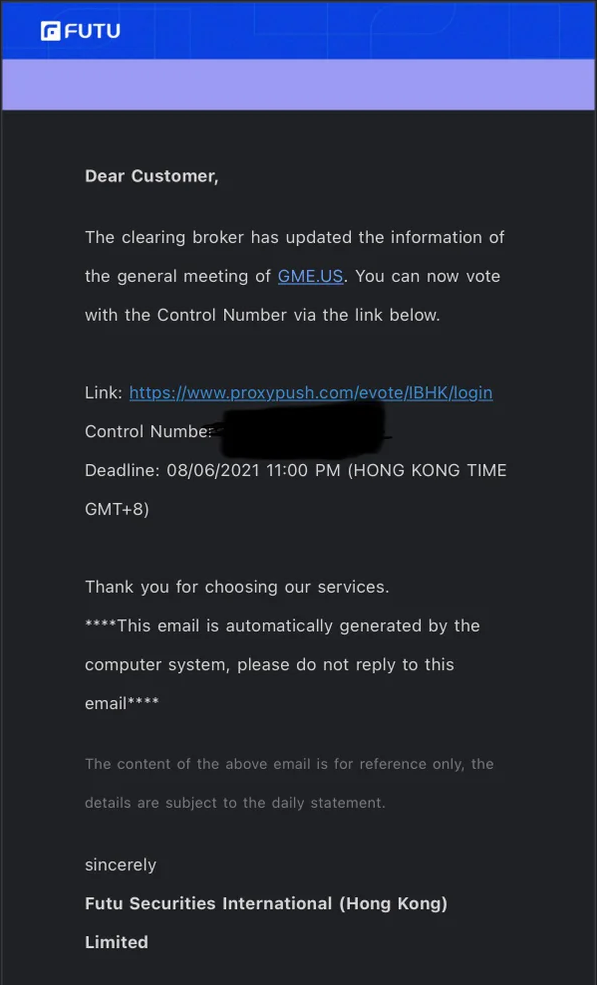 FUTU
Dear Customer,
The clearing broker has updated the information of
the general meeting of GME.US. You can now vote
with the Control Number via the link below.
Link: https://www.proxypush.com/evote/IBHK/login
Control Number
Deadline: 08/06/2021 11:00 PM (HONG KONG TIME
GMT+8)
Thank you for choosing our services.
****This email is automatically generated by the
computer system, please do not reply to this
email****
The content of the above email is for reference only, the
details are subject to the daily statement.
sincerely
Futu Securities International (Hong Kong)
Limited